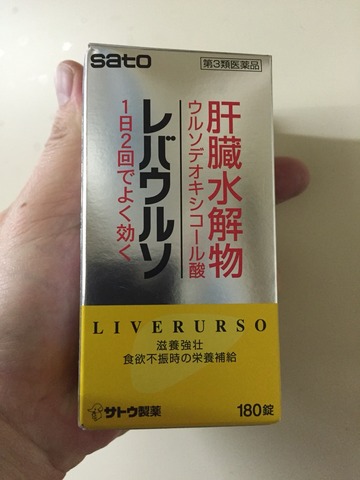 sato
第3類医薬品
肝臓水解物
ウルソデオキシコール酸
レバウルソ
1日2回でよく効く
LIVERURSO
滋養強壮
食欲不振時の栄養補給
サトウ製薬
180錠